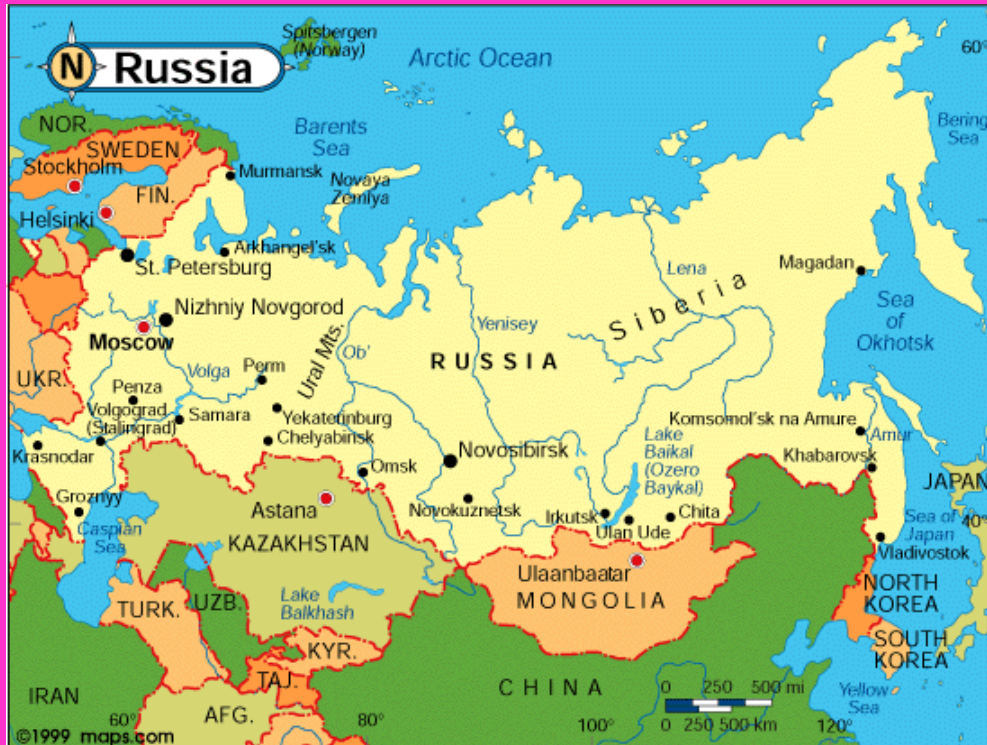 Spitsbergen
(Norway)
Arctic Ocean
60°
N
Russia
NOR.
Barents
Sea
Bering
Sea
SWEDEN
Stockholm
Murmansk
Novaya
Zemlya
FIN.
Helsinki
Arkhangel'sk
St. Petersburg
Lena
Magadan
Siberia
Sea
of
Okhotsk
Nizhniy Novgorod
Moscow
Ural Mts.
Ob'
Yenisey
RUSSIA
UKR.
Volga
Perm
Penza
Volgograd
(Stalingrad)
Samara
Yekaterinburg
Chelyabinsk
Krasnodar
Omsk
Novosibirsk
Lake
Baikal
(Ozero
Baykal)
Komsomol'sk na Amure
Amur
Khabarovsk
JAPAN
Groznyy
Astana
Novokuznetsk
Irkutsk
Ulan Ude
Chita
Sea of
Japan
40°
Caspian
Sea
KAZAKHSTAN
Vladivostok
Ulaanbaatar
MONGOLIA
NORTH
KOREA
TURK.
UZB.
Lake
Balkhash
KYR.
SOUTH
KOREA
TAJ.
IRAN
CHINA
0 250 500 mi
0 250 500 km
Yellow
Sea
60°
AFG.
80°
100°
120°
©1999 maps.com